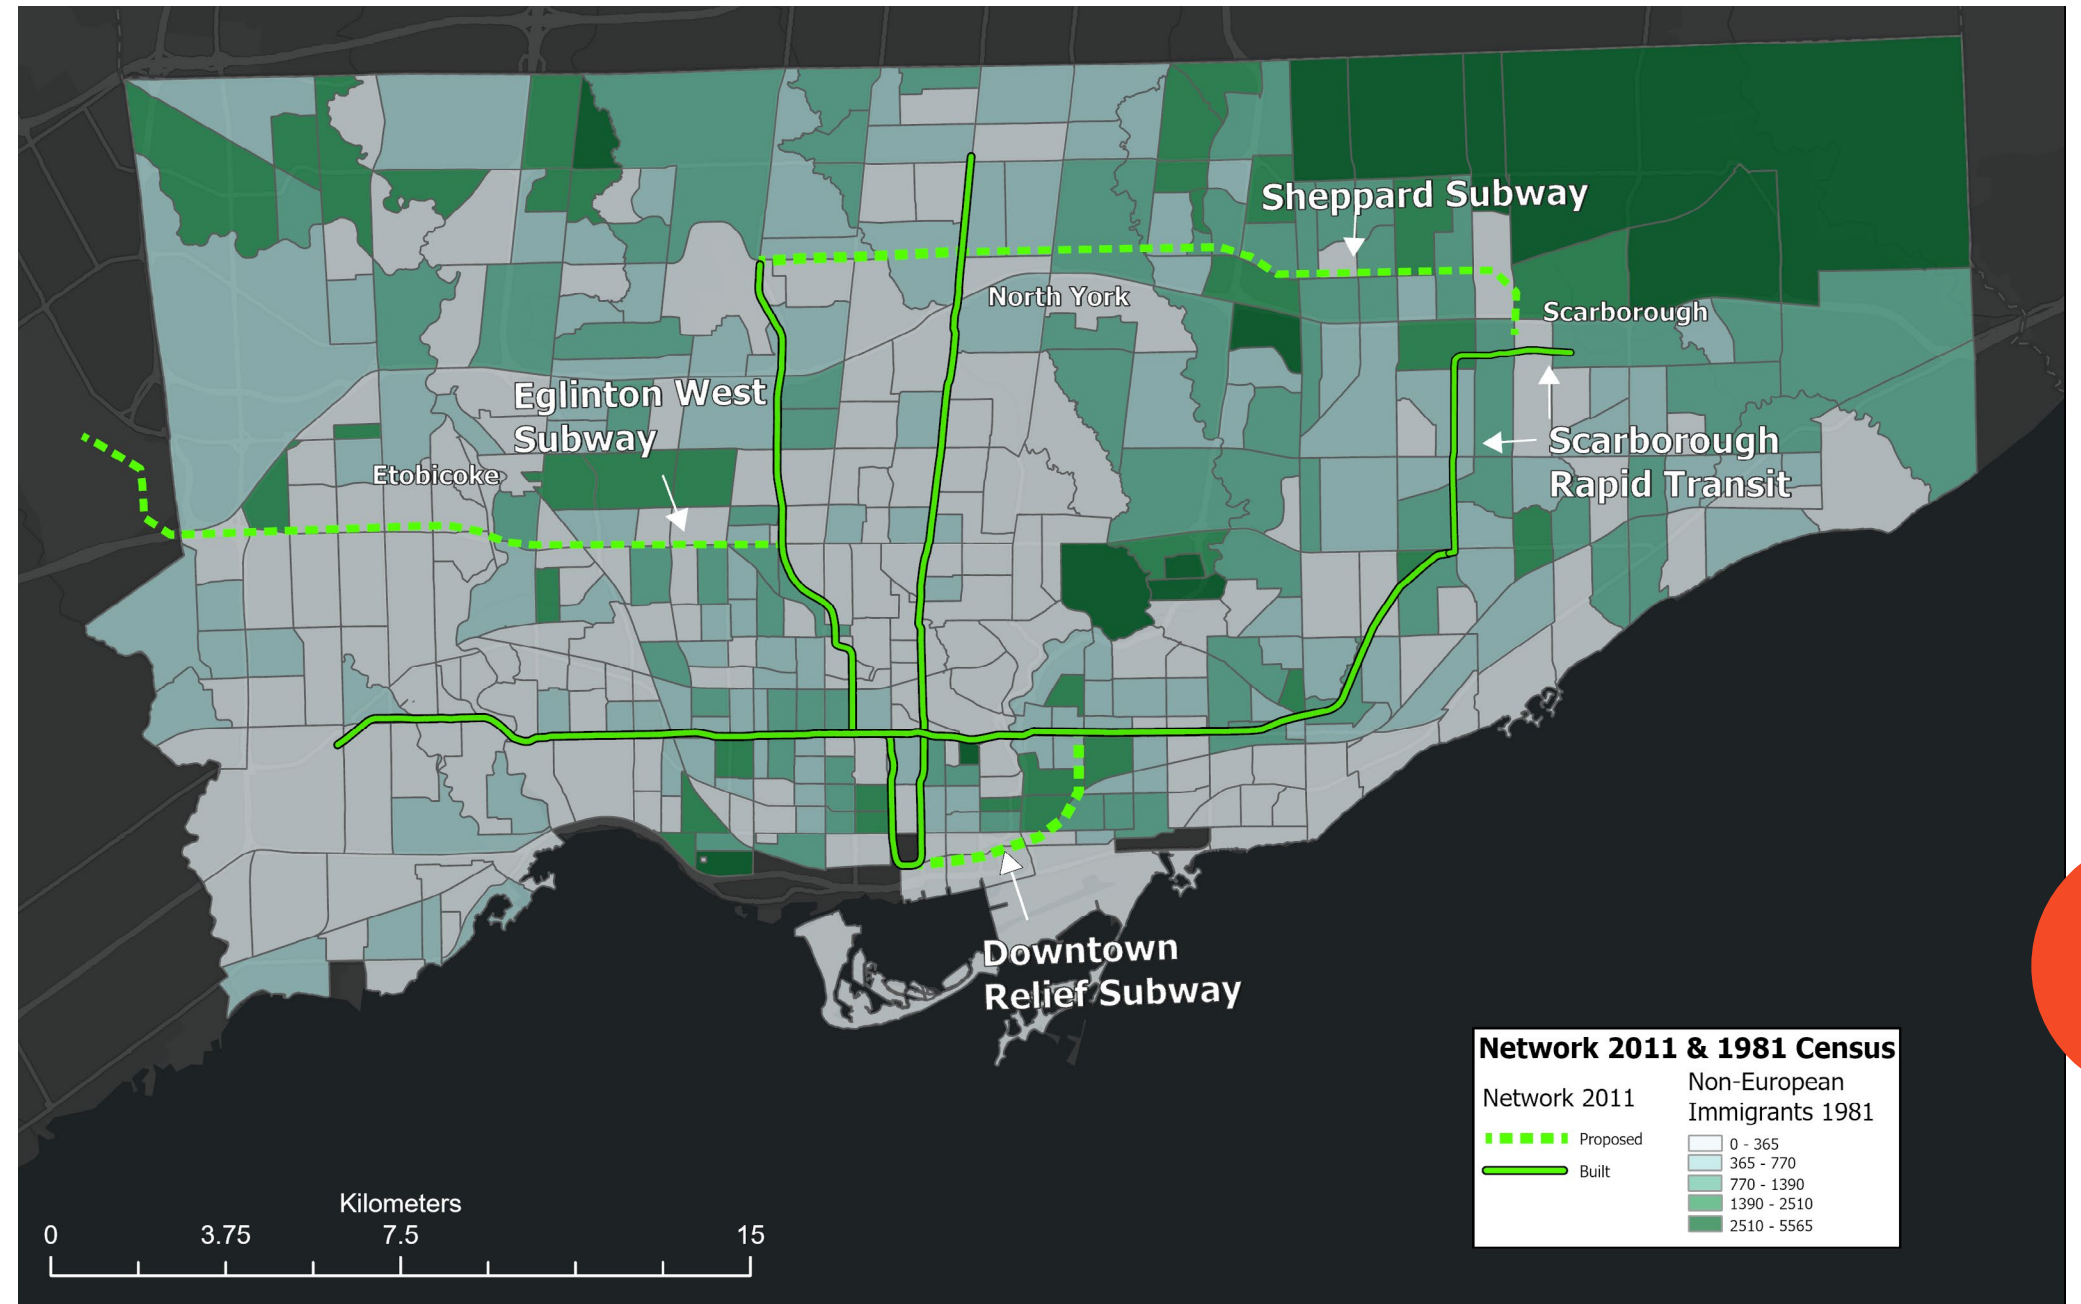 Sheppard Subway
North York
Scarborough
Eglinton West
Subway
Etobicoke
Scarborough
Rapid Transit
Downtown
Relief Subway
Network 2011 & 1981 Census
Network 2011
Proposed
Built
Non-European
Immigrants 1981
0 - 365
365 - 770
770 - 1390
1390 - 2510
2510 - 5565
Kilometers
0 3.75 7.5 15